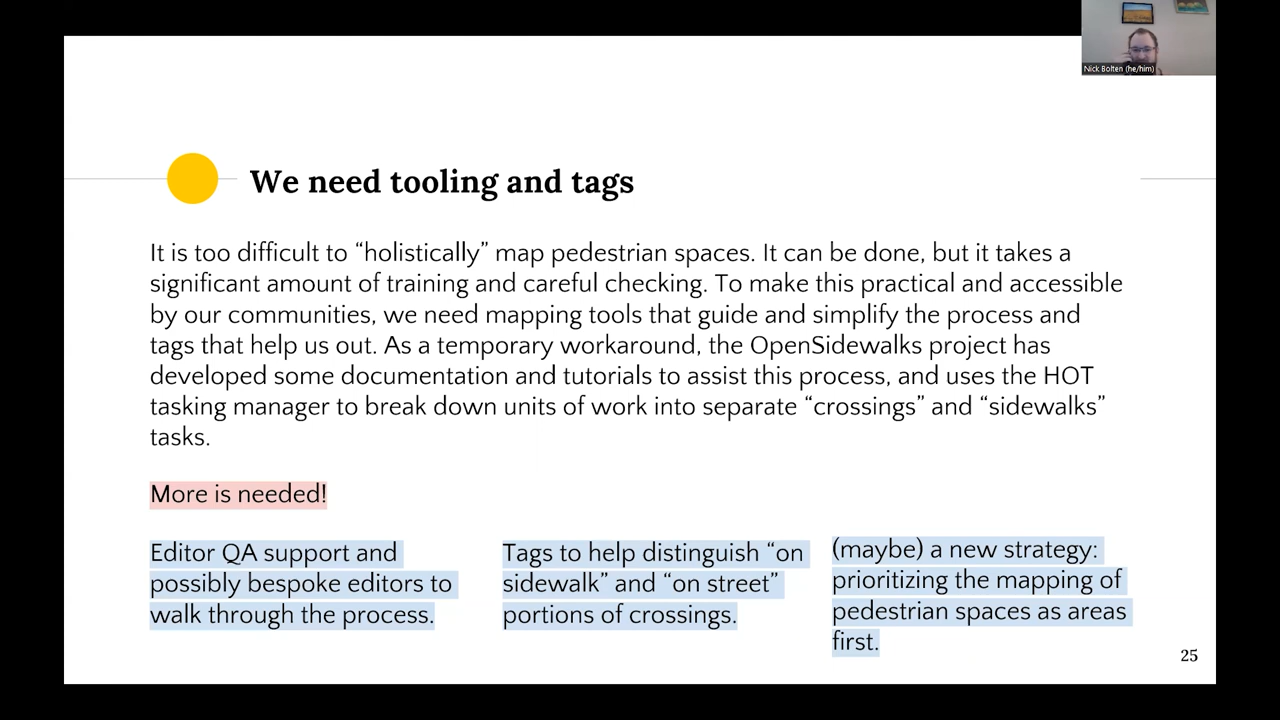 Nick Bolten (he/him)
We need tooling and tags
It is too difficult to “holistically” map pedestrian spaces. It can be done, but it takes a
significant amount of training and careful checking. To make this practical and accessible
by our communities, we need mapping tools that guide and simplify the process and
tags that help us out. As a temporary workaround, the OpenSidewalks project has
developed some documentation and tutorials to assist this process, and uses the HOT
tasking manager to break down units of work into separate “crossings” and “sidewalks”
tasks.
More is needed!
Editor QA support and
possibly bespoke editors to
walk through the process.
Tags to help distinguish “on
sidewalk” and “on street”
portions of crossings.
(maybe) a new strategy:
prioritizing the mapping of
pedestrian spaces as areas
first.
25